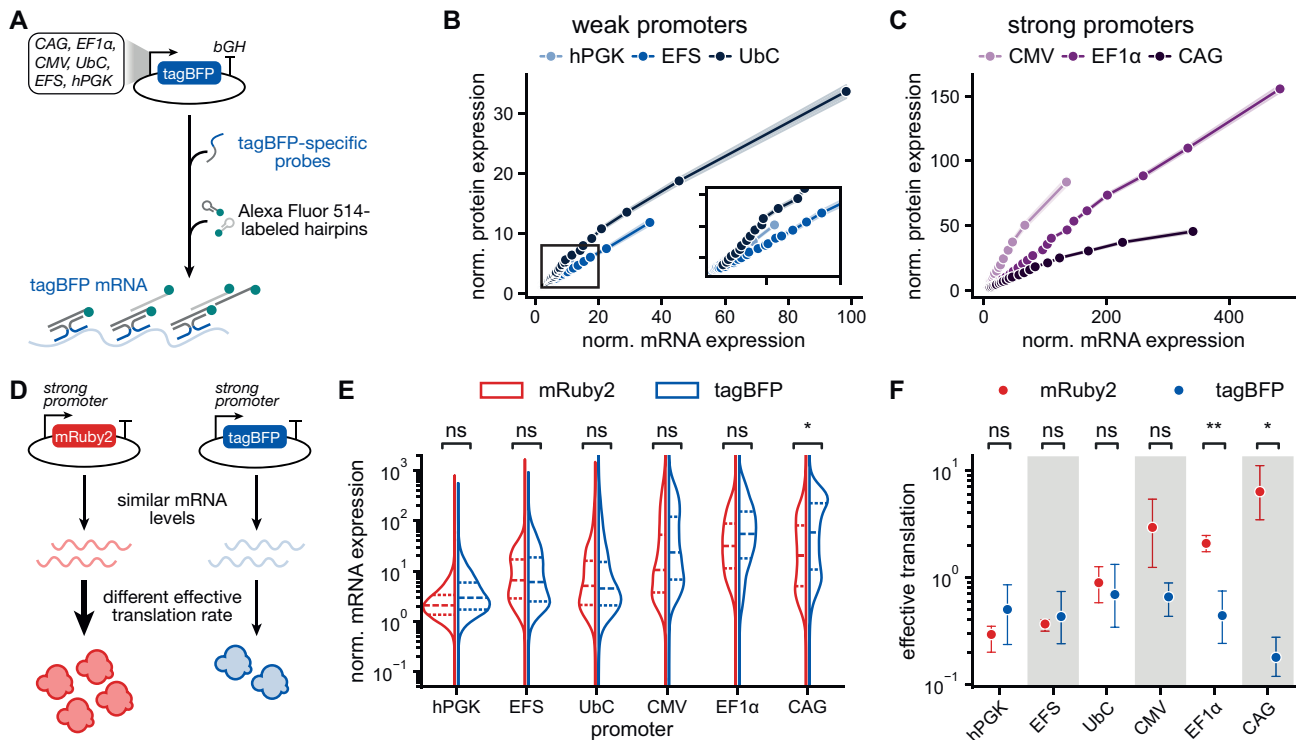 A
CAG, EF1α,
CMV, UbC,
EFS, hPGK
bGH
tagBFP
tagBFP-specific
probes
Alexa Fluor 514-
labeled hairpins
tagBFP mRNA
B
weak promoters
hPGK EFS UbC
norm. protein expression
30
20
10
0
0 20 40 60 80 100
norm. mRNA expression
C
strong promoters
CMV EF1α CAG
norm. protein expression
150
100
50
0
0 200 400
norm. mRNA expression
D
strong promoter
mRuby2
strong promoter
tagBFP
similar mRNA
levels
different effective
translation rate
E
mRuby2 tagBFP
ns ns ns ns ns *
norm. mRNA expression
10³
10²
10¹
10⁰
10⁻¹
hPGK EFS UbC CMV EF1α CAG
promoter
F
mRuby2 tagBFP
ns ns ns ns ** *
effective translation
10¹
10⁰
10⁻¹
hPGK EFS UbC CMV EF1α CAG